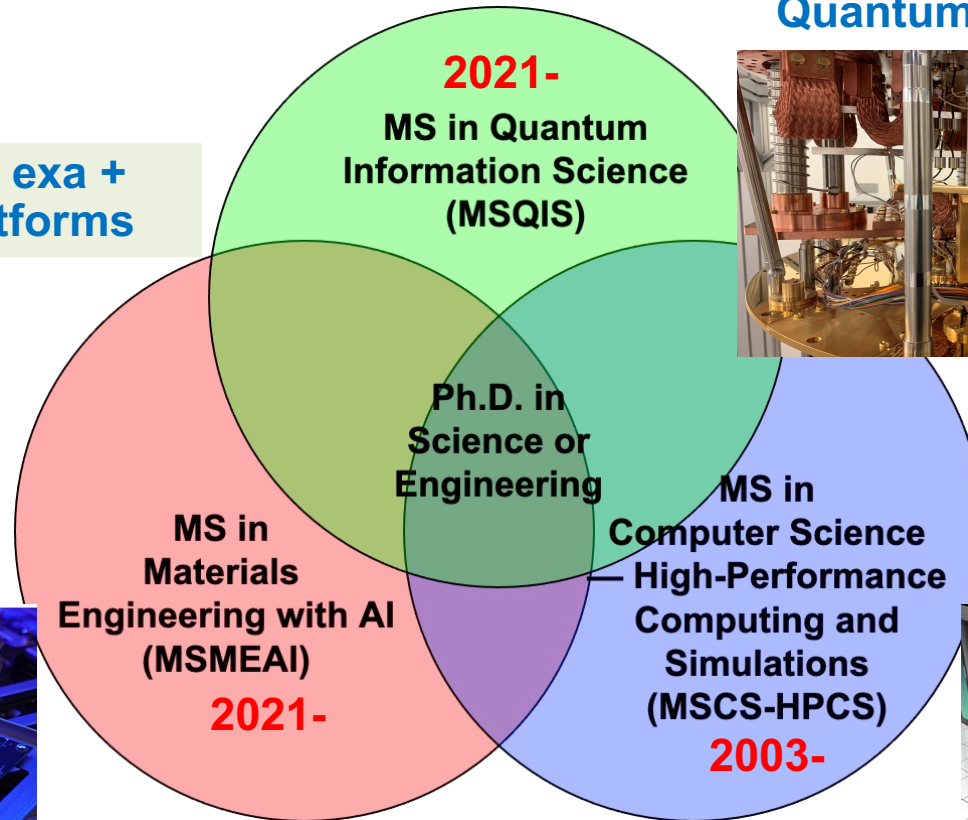 Quantum
2021-
MS in Quantum
Information Science
(MSQIS)
exa +
tforms
Ph.D. in
Science or
Engineering
MS in
Materials
Engineering with AI
(MSMEAI)
2021-
MS in
Computer Science
— High-Performance
Computing and
Simulations
(MSCS-HPCS)
2003-